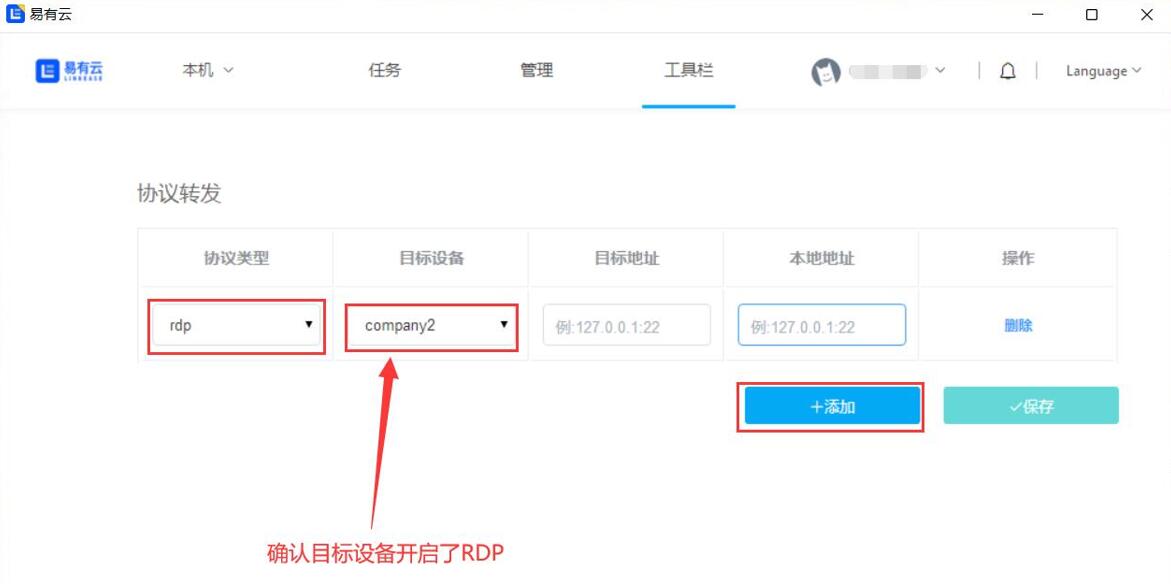 易有云
易有云
LINKEASE
本机
任务
管理
工具栏
Language
协议转发
协议类型 目标设备 目标地址 本地地址 操作
rdp company2 例:127.0.0.1:22 例:127.0.0.1:22 删除
+添加 ✓保存
确认目标设备开启了RDP